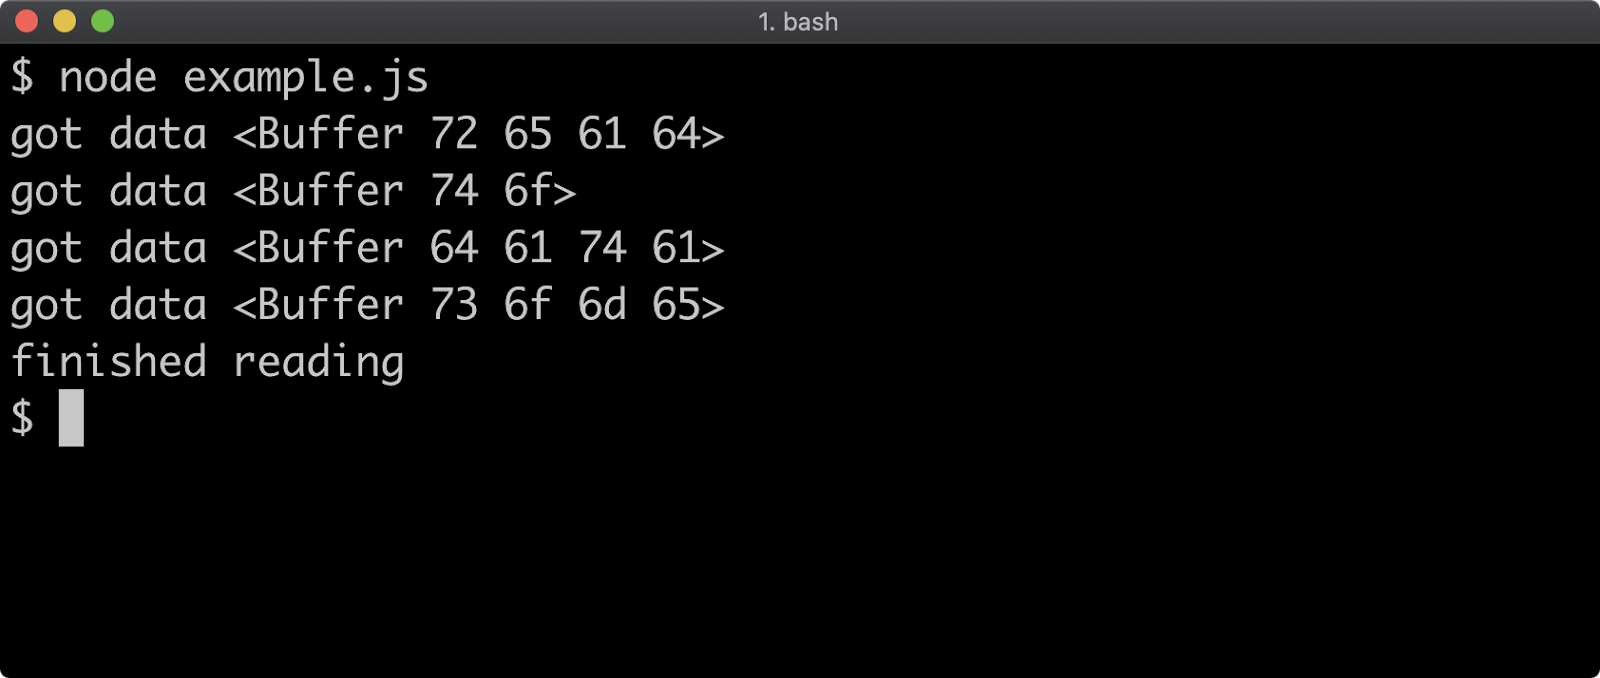 1. bash
$ node example.js
got data <Buffer 72 65 61 64>
got data <Buffer 74 6f>
got data <Buffer 64 61 74 61>
got data <Buffer 73 6f 6d 65>
finished reading
$